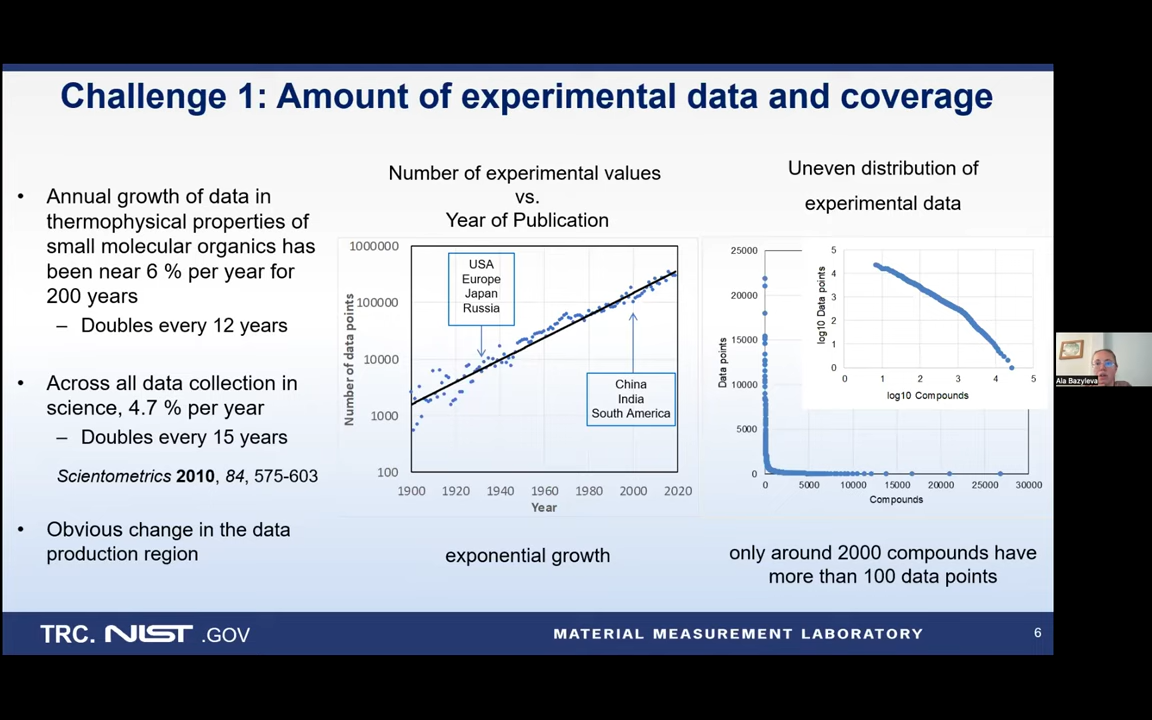 Challenge 1: Amount of experimental data and coverage
• Annual growth of data in
thermophysical properties of
small molecular organics has
been near 6 % per year for
200 years
– Doubles every 12 years
• Across all data collection in
science, 4.7 % per year
– Doubles every 15 years
Scientometrics 2010, 84, 575-603
• Obvious change in the data
production region
Number of experimental values
vs.
Year of Publication
1000000
100000
10000
1000
100
Number of data points
USA
Europe
Japan
Russia
China
India
South America
1900 1920 1940 1960 1980 2000 2020
Year
exponential growth
Uneven distribution of
experimental data
25000
20000
15000
10000
5000
0
Data points
0 5000 10000 15000 20000 25000 30000
Compounds
5
4
3
2
1
0
log10 Data points
0 1 2 3 4 5
log10 Compounds
only around 2000 compounds have
more than 100 data points
Ala Bazyleva
TRC. NIST .GOV
MATERIAL MEASUREMENT LABORATORY
6